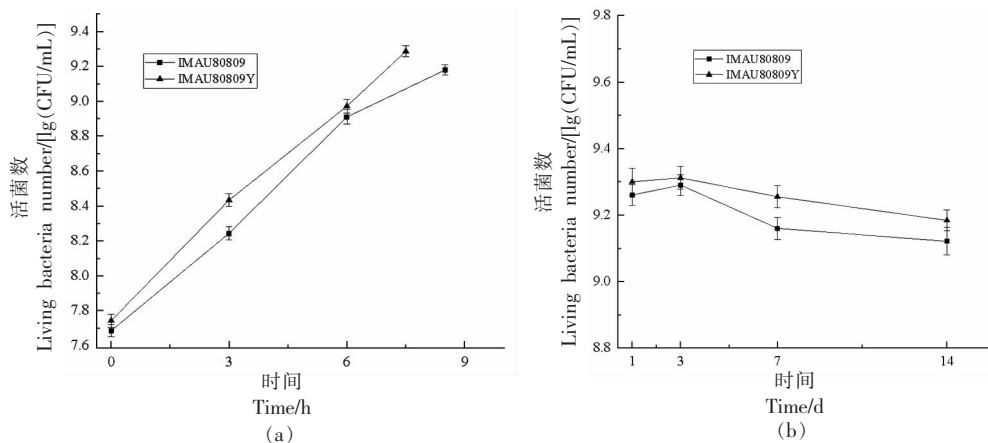 活菌数
Living bacteria number/[lg(CFU/mL)]
9.4
9.2
9.0
8.8
8.6
8.4
8.2
8.0
7.8
7.6
IMAU80809
IMAU80809Y
0
3
6
9
时间
Time/h
(a)
活菌数
Living bacteria number/[lg(CFU/mL)]
9.8
9.6
9.4
9.2
9.0
8.8
IMAU80809
IMAU80809Y
1
3
7
14
时间
Time/d
(b)